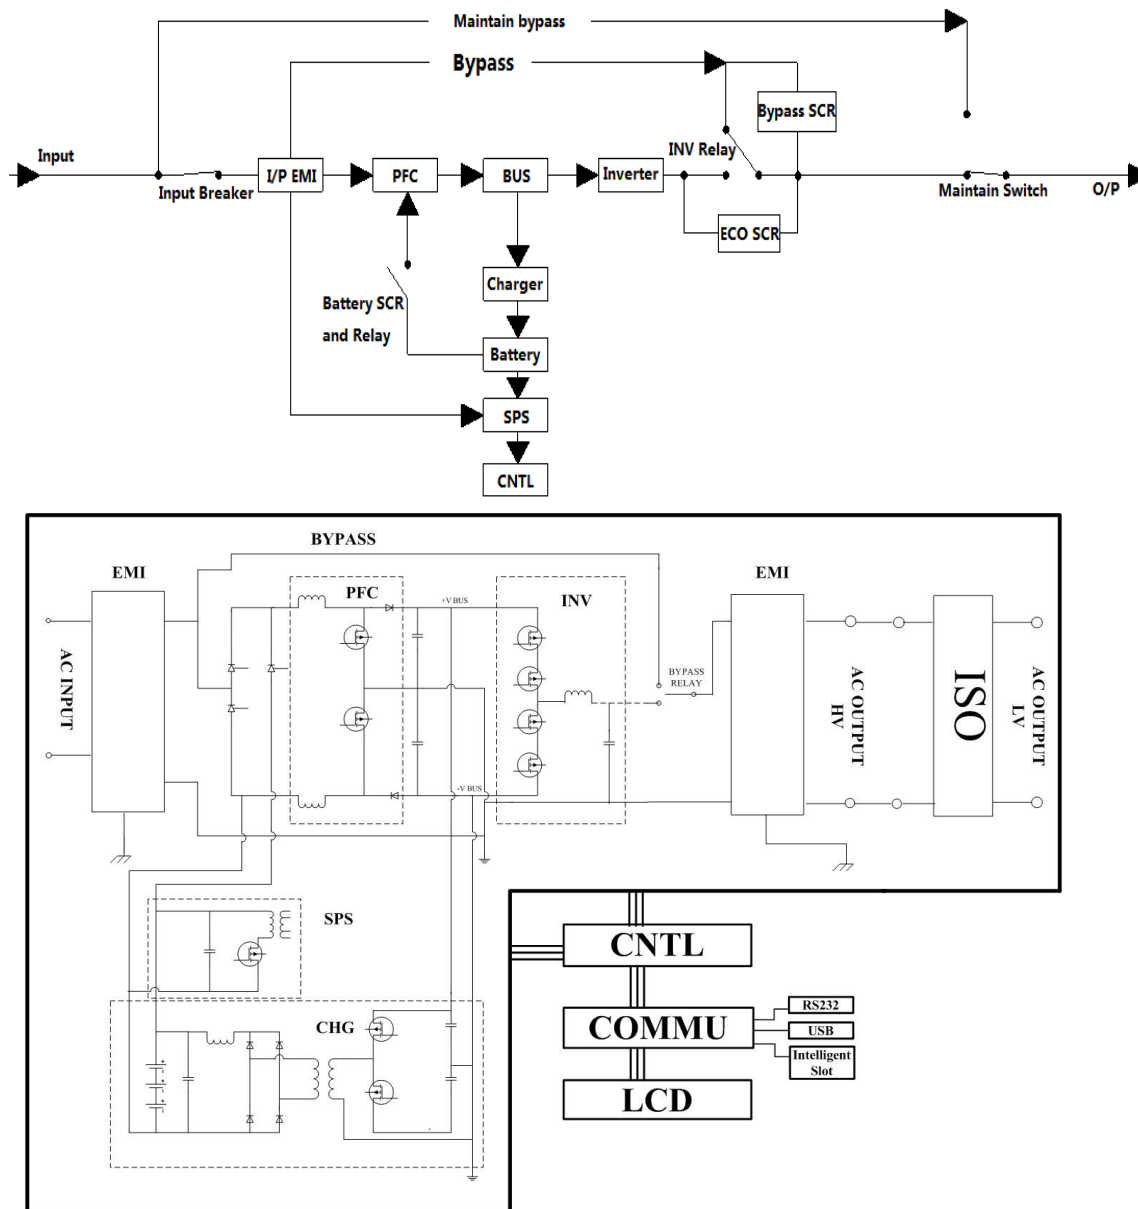 Maintain bypass
Bypass
Bypass SCR
Input
INV Relay
I/P EMI
PFC
BUS
Inverter
Input Breaker
Maintain Switch
O/P
ECO SCR
Charger
Battery SCR
and Relay
Battery
SPS
CNTL
BYPASS
EMI
PFC
+V BUS
INV
EMI
BYPASS
RELAY
AC INPUT
AC OUTPUT
HV
ISO
AC OUTPUT
LV
-V BUS
SPS
CHG
CNTL
COMMU
RS232
USB
Intelligent
Slot
LCD